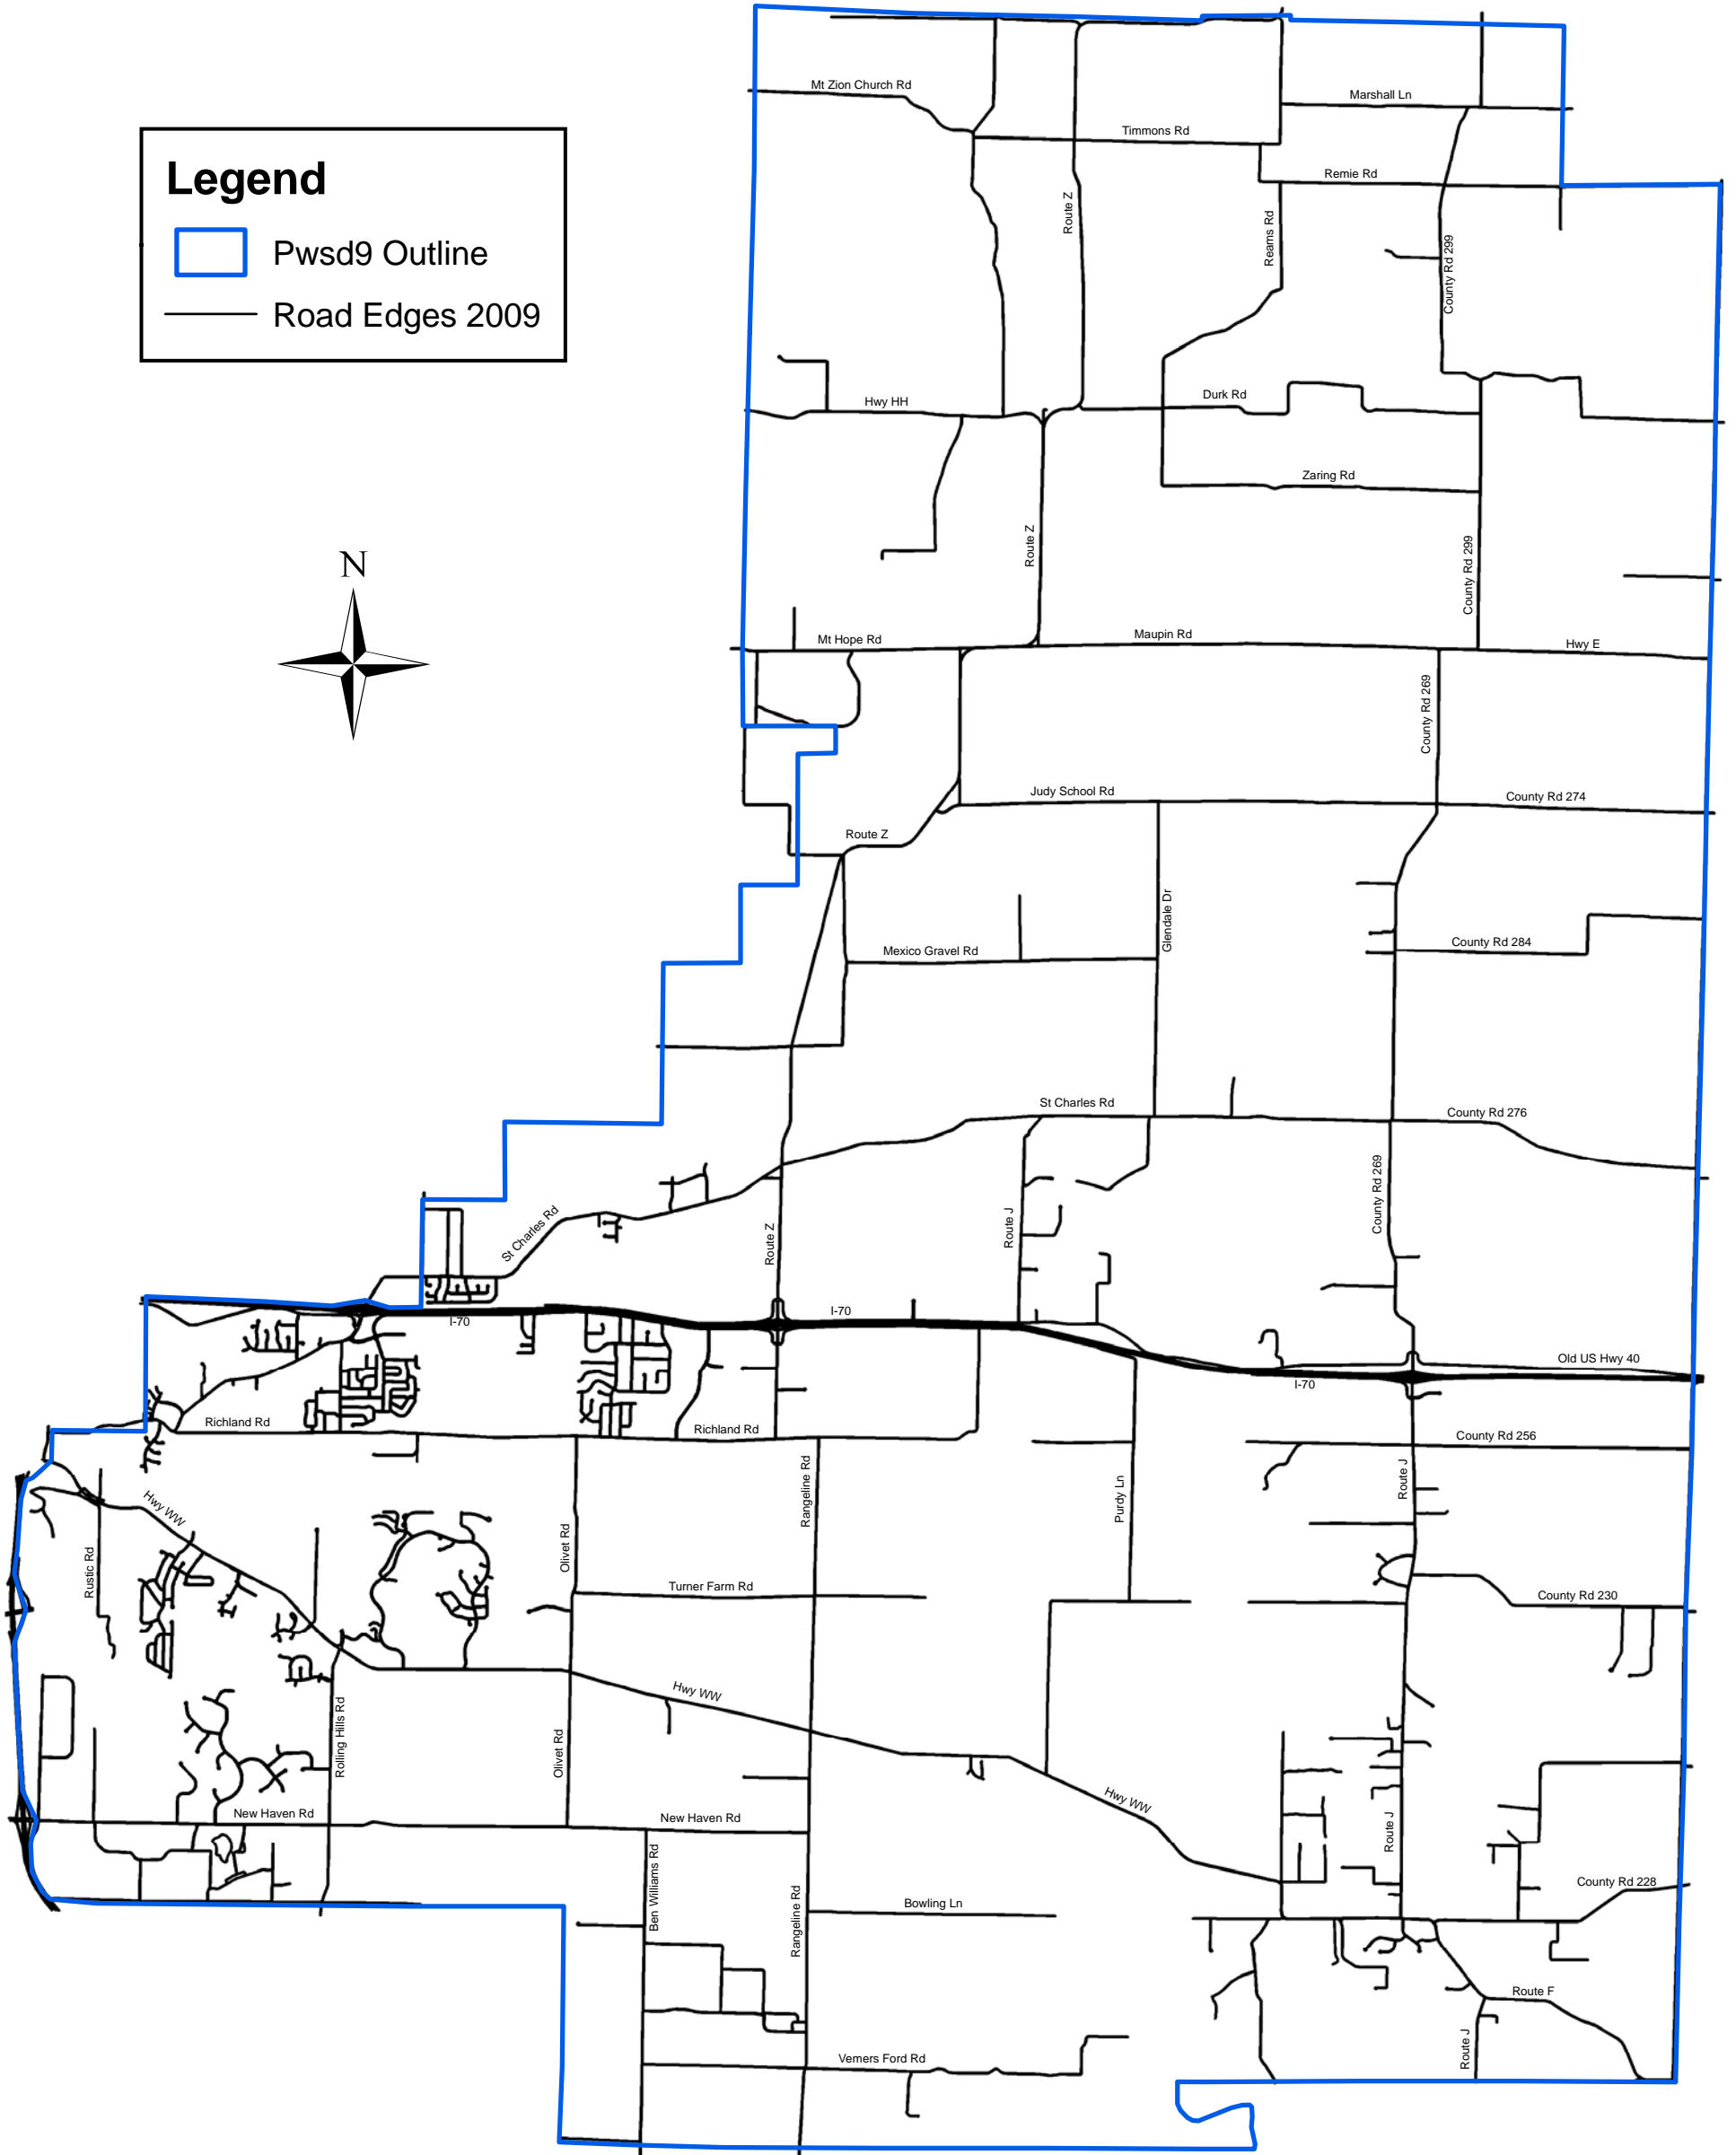 Mt Zion Church Rd
Marshall Ln
Timmons Rd
Legend
Remie Rd
Route Z
Reams Rd
Pwsd9 Outline
County Rd 299
Road Edges 2009
Hwy HH
Durk Rd
Zaring Rd
Route Z
County Rd 299
N
Mt Hope Rd
Maupin Rd
Hwy E
County Rd 269
Judy School Rd
County Rd 274
Route Z
Glendale Dr
Mexico Gravel Rd
County Rd 284
St Charles Rd
County Rd 276
County Rd 269
St Charles Rd
Route Z
Route J
I-70
I-70
Old US Hwy 40
I-70
Richland Rd
Richland Rd
County Rd 256
Rangeline Rd
Purdy Ln
Route J
Hwy WW
Rustic Rd
Olivet Rd
Turner Farm Rd
County Rd 230
Hwy WW
Rolling Hills Rd
Olivet Rd
Hwy WW
New Haven Rd
New Haven Rd
Route J
Ben Williams Rd
County Rd 228
Bowling Ln
Rangeline Rd
Route F
Route J
Vemers Ford Rd